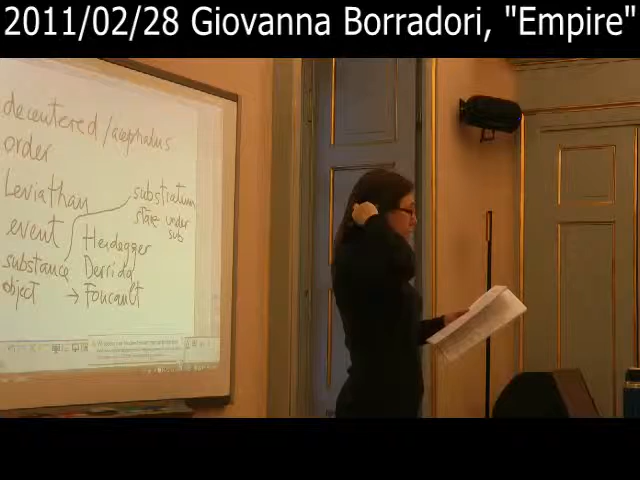 2011/02/28 Giovanna Borradori, "Empire"
decentered/acephalus
order
Leviathan
substratum
event
under
sub
Heidegger
substance
Derrida
object
→ Foucault